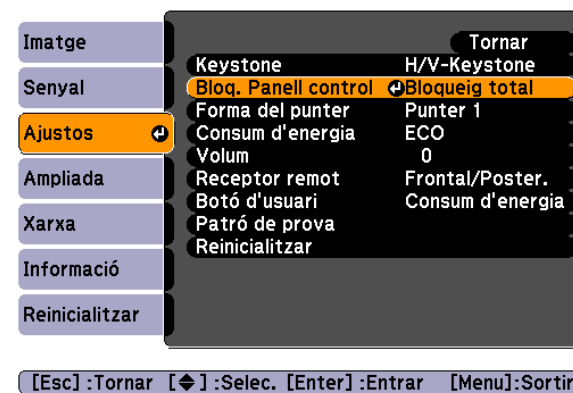 Imatge
Senyal
Ajustos
Ampliada
Xarxa
Informació
Reinicialitzar
Tornar
Keystone H/V-Keystone
Bloq. Panell control Bloqueig total
Forma del punter Punter 1
Consum d'energia ECO
Volum 0
Receptor remot Frontal/Poster.
Botó d'usuari Consum d'energia
Patró de prova
Reinicialitzar
[Esc] :Tornar [◆] :Selec. [Enter] :Entrar [Menu]:Sortir